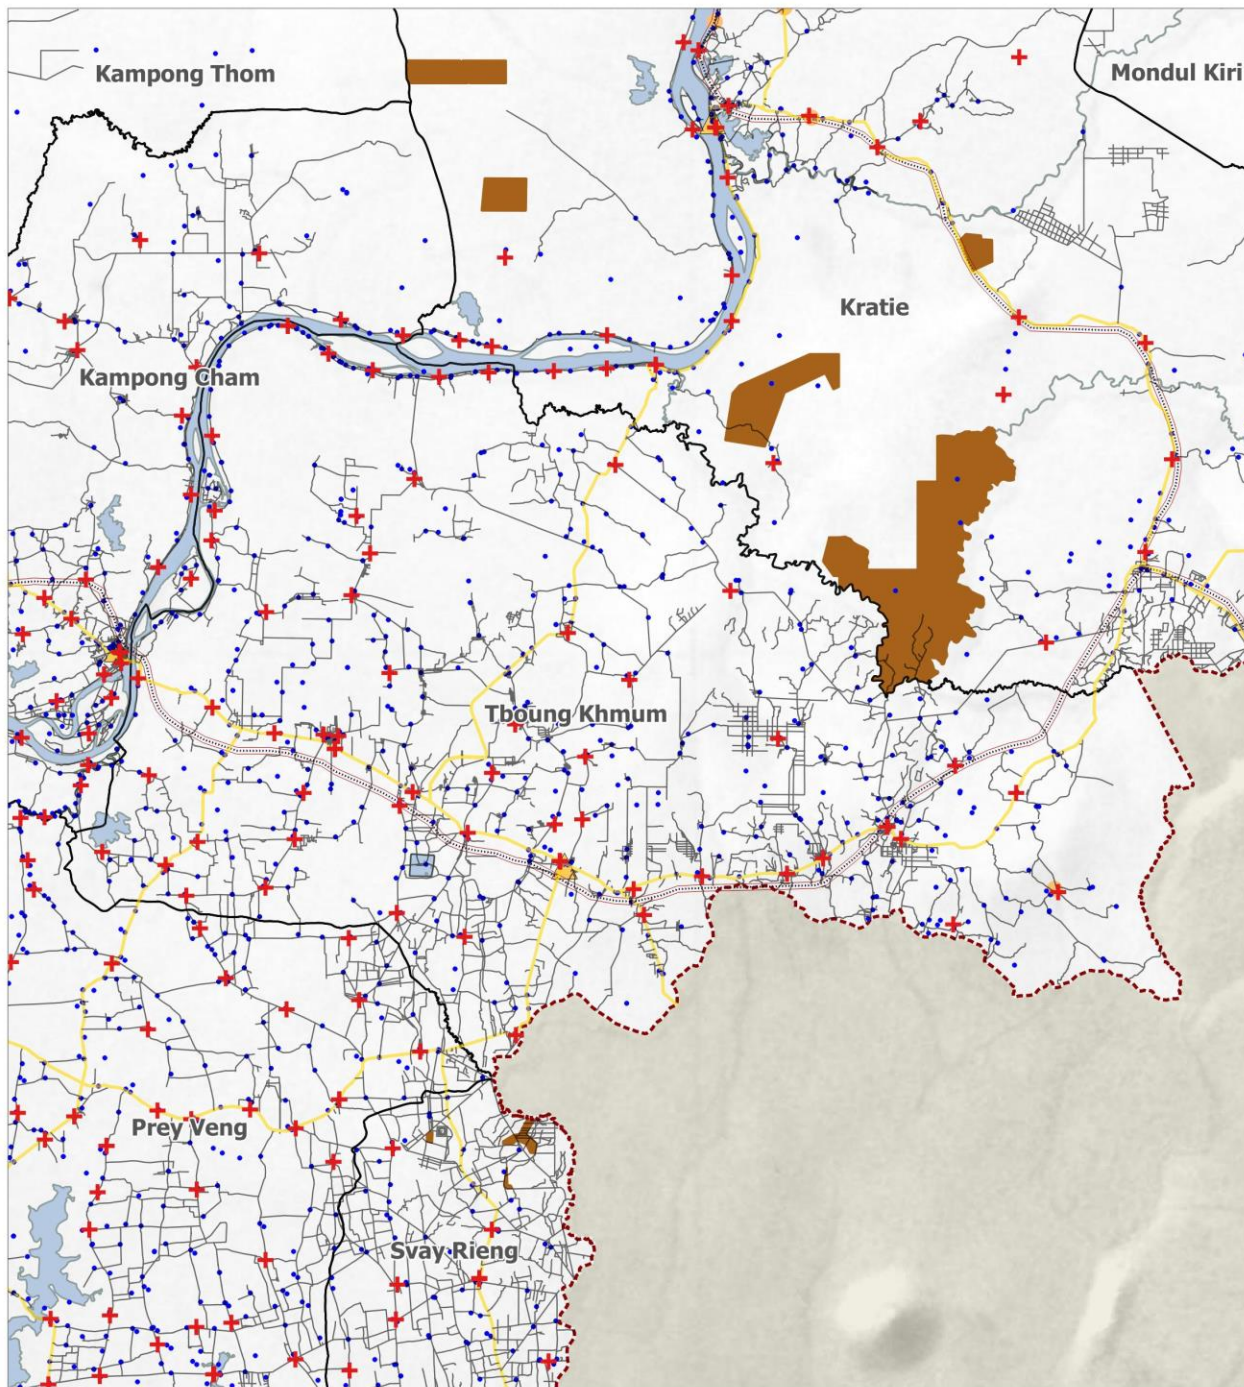 Kampong Thom
Mondul Kiri
Kratie
Kampong Cham
Tboung Khmum
Prey Veng
Svay Rieng